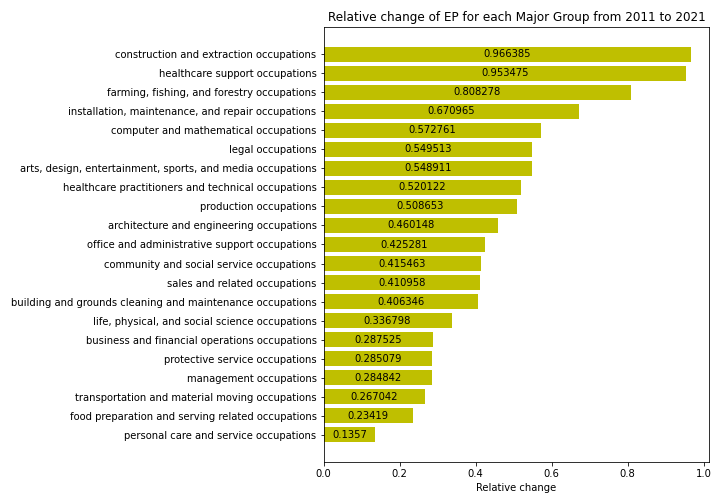 Relative change of EP for each Major Group from 2011 to 2021
construction and extraction occupations 0.966385
healthcare support occupations 0.953475
farming, fishing, and forestry occupations 0.808278
installation, maintenance, and repair occupations 0.670965
computer and mathematical occupations 0.572761
legal occupations 0.549513
arts, design, entertainment, sports, and media occupations 0.548911
healthcare practitioners and technical occupations 0.520122
production occupations 0.508653
architecture and engineering occupations 0.460148
office and administrative support occupations 0.425281
community and social service occupations 0.415463
sales and related occupations 0.410958
building and grounds cleaning and maintenance occupations 0.406346
life, physical, and social science occupations 0.336798
business and financial operations occupations 0.287525
protective service occupations 0.285079
management occupations 0.284842
transportation and material moving occupations 0.267042
food preparation and serving related occupations 0.23419
personal care and service occupations 0.1357
0.0 0.2 0.4 0.6 0.8 1.0
Relative change